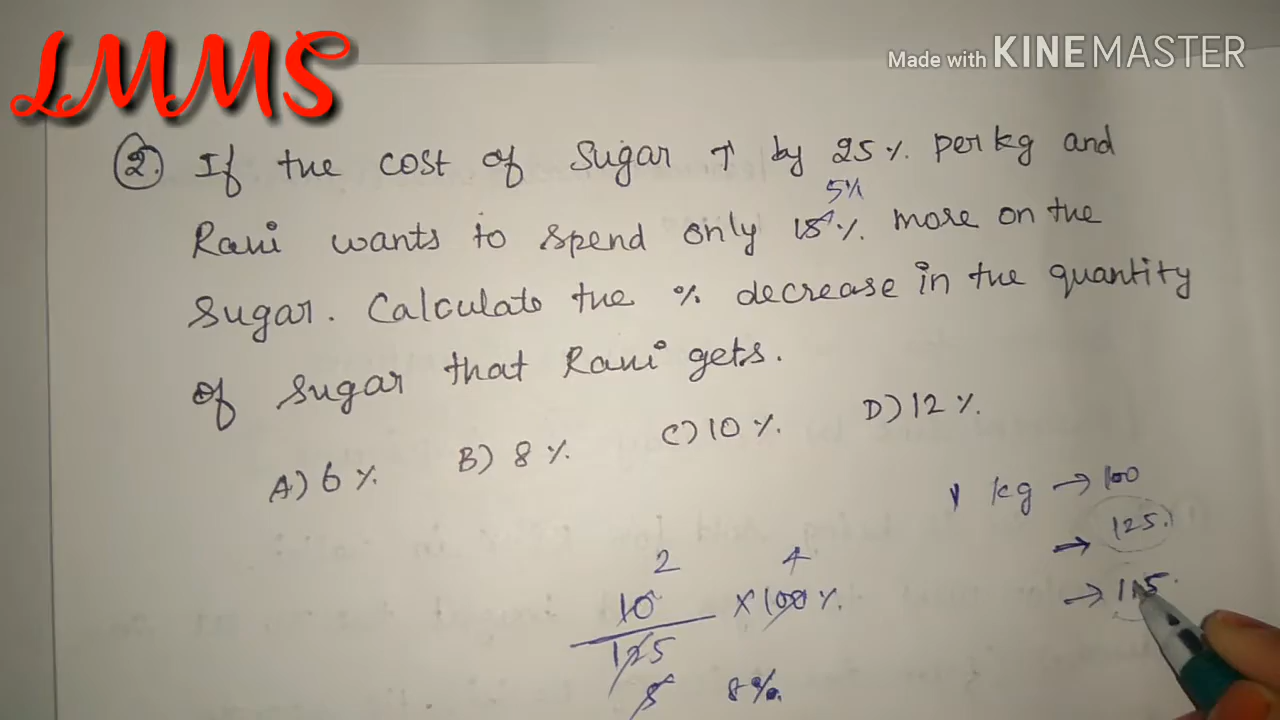 LMMS
Made with KINEMASTER
2. If the cost of Sugar ↑ by 25 % per kg and
5%
Rani wants to spend only 15 % more on the
Sugar. Calculate the % decrease in the quantity
of sugar that Rani gets.
A) 6 % B) 8 % C) 10 % D) 12 %
1 kg → 100
→ 125.
→ 115
2 4
10 × 100 %
125
5 8%